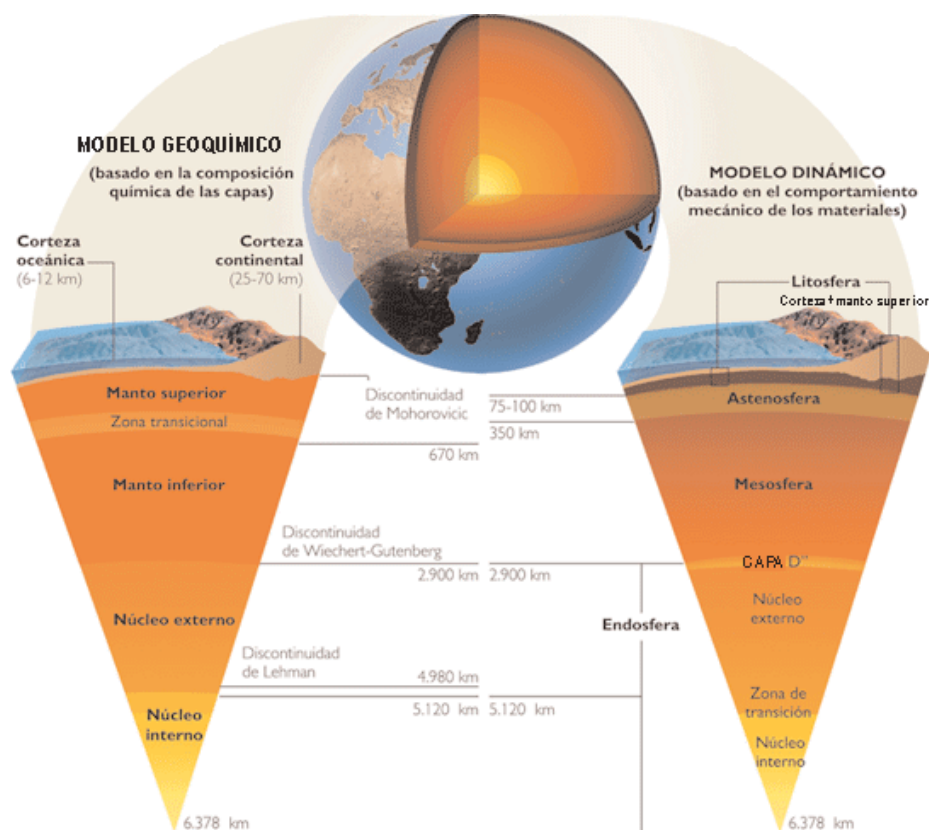 MODELO GEOQUÍMICO
(basado en la composición
química de las capas)
MODELO DINÁMICO
(basado en el comportamiento
mecánico de los materiales)
Corteza
oceánica
(6-12 km)
Corteza
continental
(25-70 km)
Litosfera
Corteza+manto superior
Manto superior
Zona transicional
Manto inferior
Núcleo externo
Núcleo
interno
6.378 km
Discontinuidad
de Mohorovicic
75-100 km
350 km
670 km
Discontinuidad
de Wiechert-Gutenberg
2.900 km
2.900 km
Endosfera
Discontinuidad
de Lehman
4.980 km
5.120 km
5.120 km
Astenosfera
Mesosfera
CAPA D"
Núcleo
externo
Zona de
transición
Núcleo
interno
6.378 km